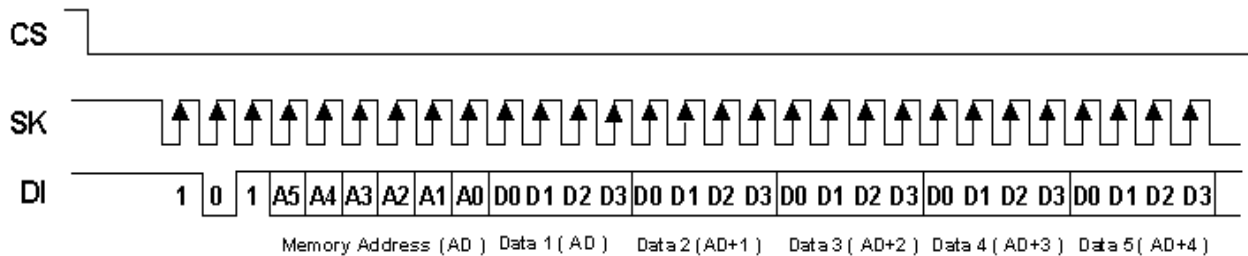 CS
SK
DI 1 0 1 A5 A4 A3 A2 A1 A0 D0 D1 D2 D3 D0 D1 D2 D3 D0 D1 D2 D3 D0 D1 D2 D3 D0 D1 D2 D3
Memory Address (AD) Data 1 ( AD ) Data 2 (AD+1 ) Data 3 ( AD+2 ) Data 4 ( AD+3 ) Data 5( AD+4 )